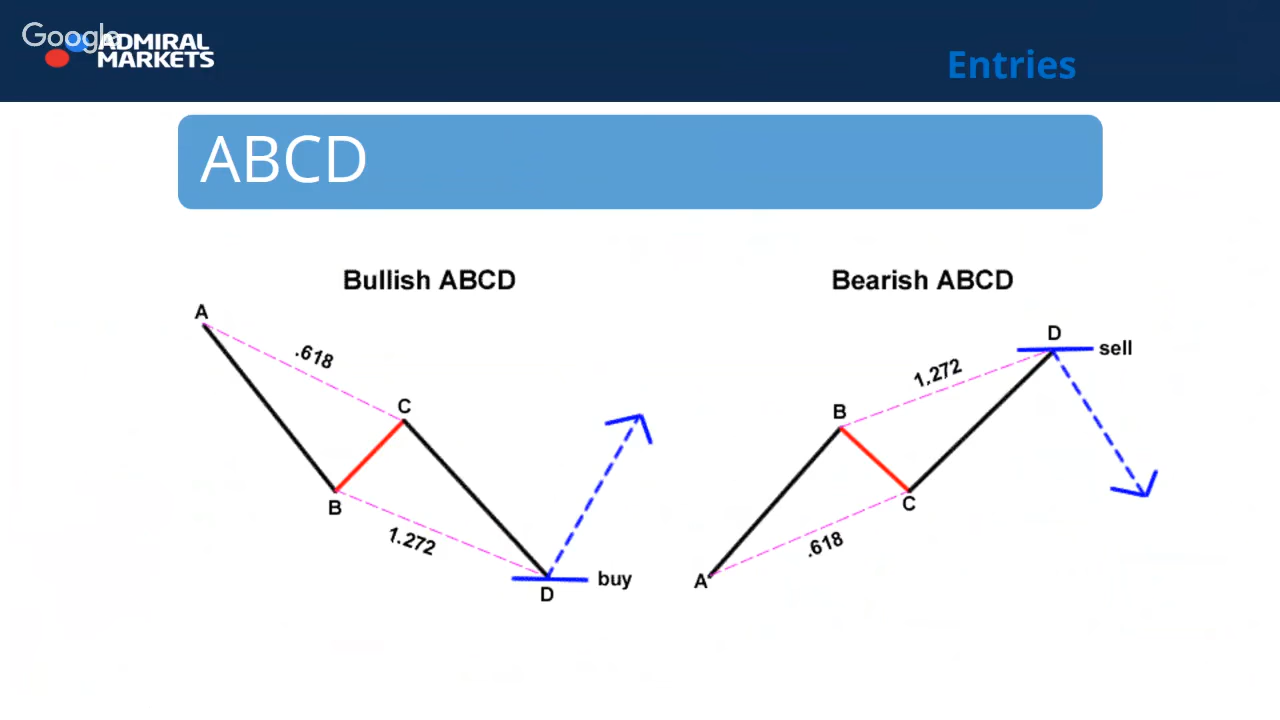 Google
ADMIRAL
MARKETS
Entries
ABCD
Bullish ABCD
A
.618
C
B
1.272
buy
D
Bearish ABCD
D
sell
1.272
B
C
.618
A